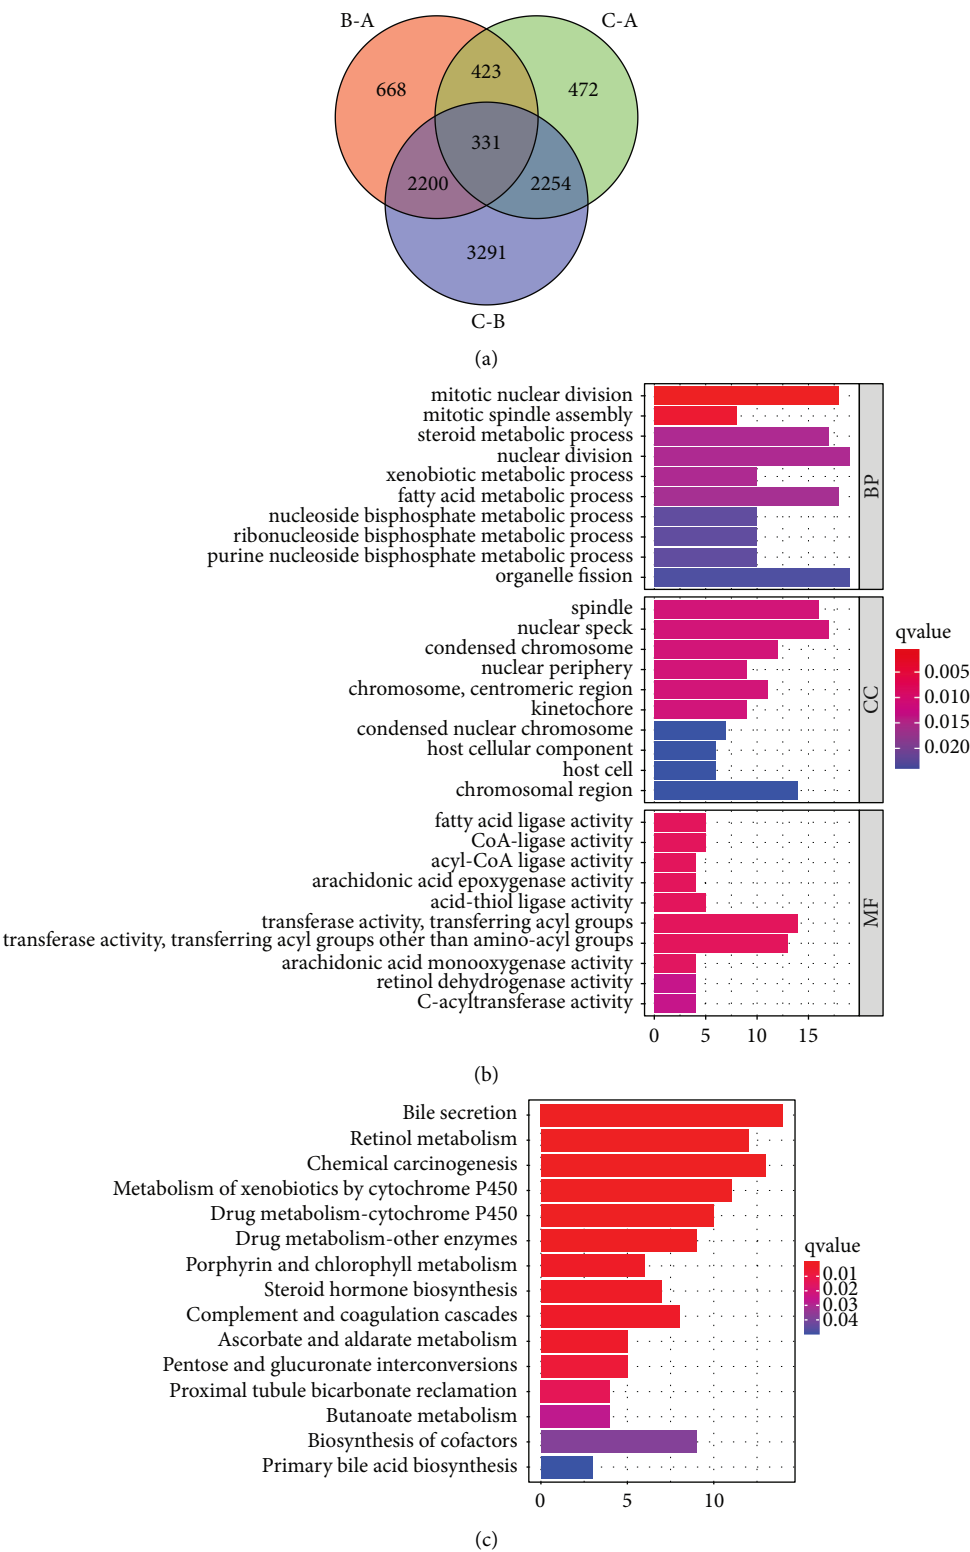 B-A
C-A
668
423
472
331
2200
2254
3291
C-B
(a)
mitotic nuclear division
mitotic spindle assembly
steroid metabolic process
nuclear division
xenobiotic metabolic process
fatty acid metabolic process
nucleoside bisphosphate metabolic process
ribonucleoside bisphosphate metabolic process
purine nucleoside bisphosphate metabolic process
organelle fission
BP
spindle
nuclear speck
condensed chromosome
nuclear periphery
chromosome, centromeric region
kinetochore
condensed nuclear chromosome
host cellular component
host cell
chromosomal region
CC
fatty acid ligase activity
CoA-ligase activity
acyl-CoA ligase activity
arachidonic acid epoxygenase activity
acid-thiol ligase activity
transferase activity, transferring acyl groups
transferase activity, transferring acyl groups other than amino-acyl groups
arachidonic acid monooxygenase activity
retinol dehydrogenase activity
C-acyltransferase activity
MF
0 5 10 15
qvalue
0.005
0.010
0.015
0.020
(b)
Bile secretion
Retinol metabolism
Chemical carcinogenesis
Metabolism of xenobiotics by cytochrome P450
Drug metabolism-cytochrome P450
Drug metabolism-other enzymes
Porphyrin and chlorophyll metabolism
Steroid hormone biosynthesis
Complement and coagulation cascades
Ascorbate and aldarate metabolism
Pentose and glucuronate interconversions
Proximal tubule bicarbonate reclamation
Butanoate metabolism
Biosynthesis of cofactors
Primary bile acid biosynthesis
0 5 10
qvalue
0.01
0.02
0.03
0.04
(c)